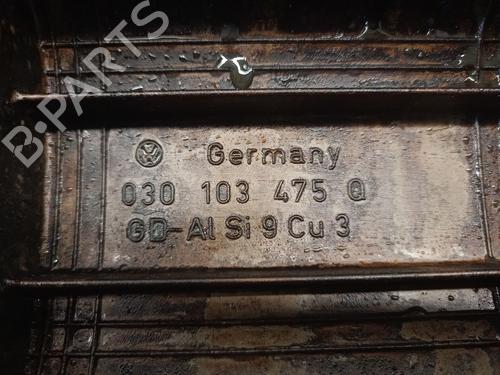 B-PARTS
Germany
030 103 475 Q
GD-Al Si 9 Cu 3